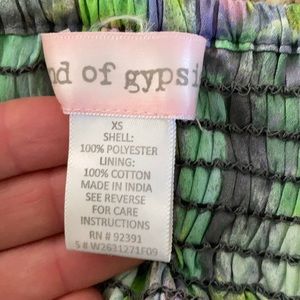 nd of gypsi
XS
SHELL:
100% POLYESTER
LINING:
100% COTTON
MADE IN INDIA
SEE REVERSE
FOR CARE
INSTRUCTIONS
RN # 92391
S # W2631271F09